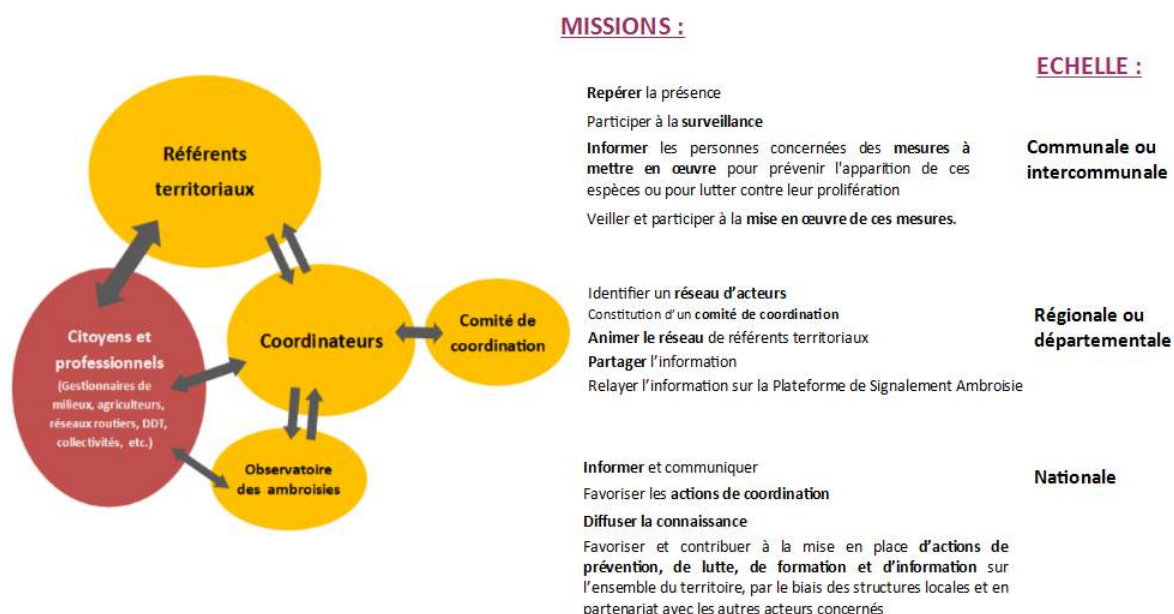 MISSIONS :
ECHELLE :
Référents
territoriaux
Citoyens et
professionnels
(Gestionnaires de
milieux, agriculteurs,
réseaux routiers, DDT,
collectivités, etc.)
Coordinateurs
Comité de
coordination
Observatoire
des ambroisies
Repérer la présence
Participer à la surveillance
Informer les personnes concernées des mesures à
mettre en œuvre pour prévenir l'apparition de ces
espèces ou pour lutter contre leur prolifération
Veiller et participer à la mise en œuvre de ces mesures.
Communale ou
intercommunale
Identifier un réseau d'acteurs
Constitution d'un comité de coordination
Animer le réseau de référents territoriaux
Partager l'information
Relayer l'information sur la Plateforme de Signalement Ambroisie
Régionale ou
départementale
Informer et communiquer
Favoriser les actions de coordination
Diffuser la connaissance
Favoriser et contribuer à la mise en place d'actions de
prévention, de lutte, de formation et d'information sur
l'ensemble du territoire, par le biais des structures locales et en
partenariat avec les autres acteurs concernés
Nationale